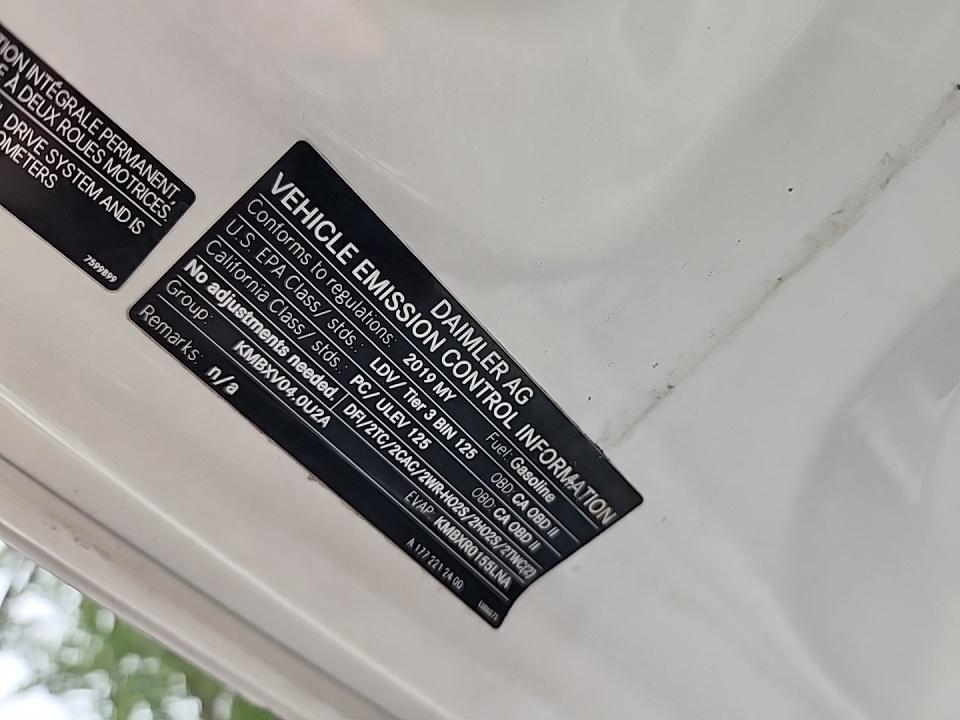 TION INTÉGRALE PERMANENT,
E À DEUX ROUES MOTRICES.
DRIVE SYSTEM AND IS
OMETERS
7599899
DAIMLER AG
VEHICLE EMISSION CONTROL INFORMATION
Conforms to regulations: 2019 MY Fuel: Gasoline
U.S. EPA Class/ stds.: LDV/ Tier 3 BIN 125 OBD: CA OBD II
California Class/ stds.: PC/ ULEV 125 OBD: CA OBD II
No adjustments needed. DFI/2TC/2CAC/2WR-HO2S/2HO2S/2TWC(2)
Group: KMBXV04.0U2A EVAP: KMBXR0155LNA
Remarks: n/a
A 177 221 24 00